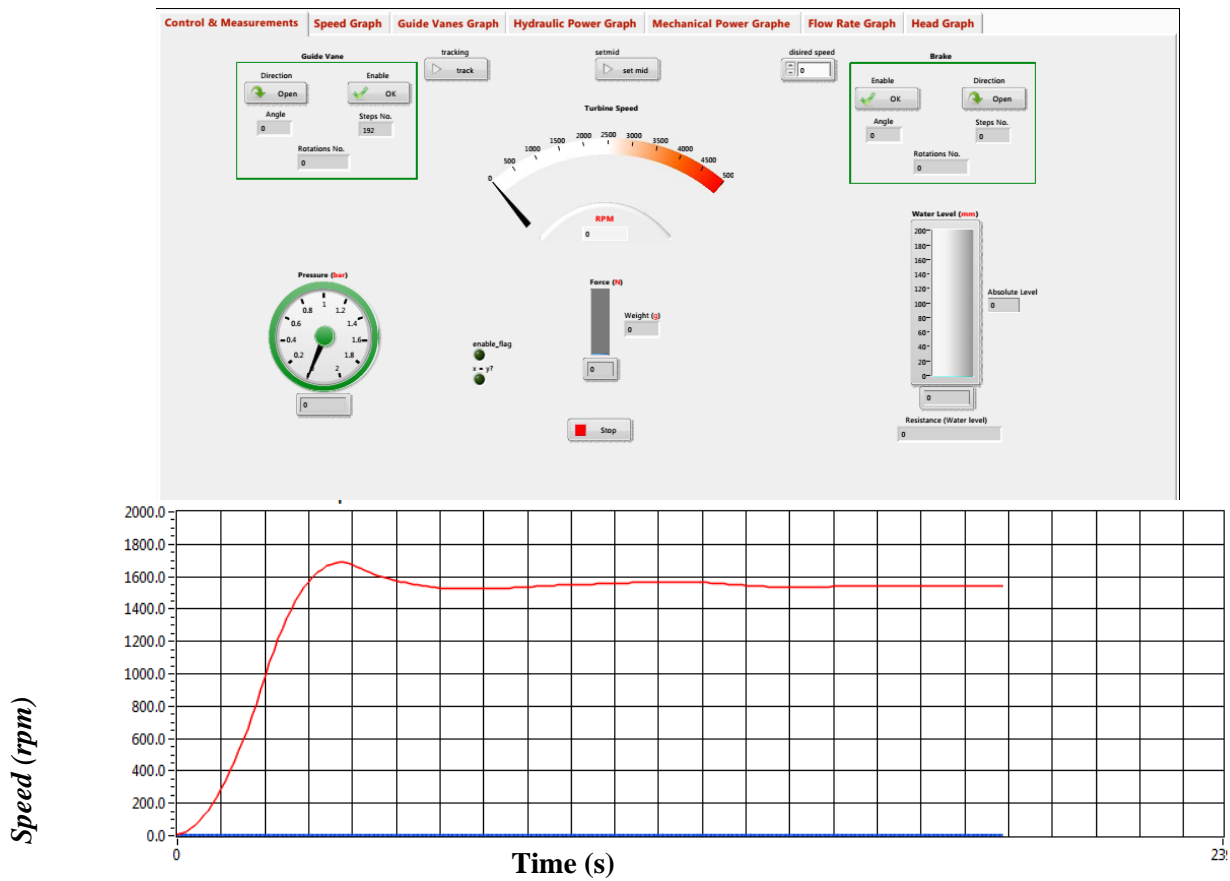 Control & Measurements Speed Graph Guide Vanes Graph Hydraulic Power Graph Mechanical Power Graphe Flow Rate Graph Head Graph
Guide Vane
Direction Enable
Open OK
Angle Steps No.
0 192
Rotations No.
0
tracking
track
setmid
set mid
disired speed
0
Brake
Enable Direction
OK Open
Angle Steps No.
0 0
Rotations No.
0
Turbine Speed
0 500 1000 1500 2000 2500 3000 3500 4000 4500 500
RPM
0
Water Level (mm)
200
180
160
140
120
100
80
60
40
20
0
Absolute Level
0
0
Resistance (Water level)
0
Pressure (bar)
0.2 0.4 0.6 0.8 1 1.2 1.4 1.6 1.8 2
0
enable_flag
x = y?
Force (N)
Weight (g)
0
0
Stop
2000.0
1800.0
1600.0
1400.0
1200.0
1000.0
800.0
600.0
400.0
200.0
0.0
Speed (rpm)
0 23
Time (s)